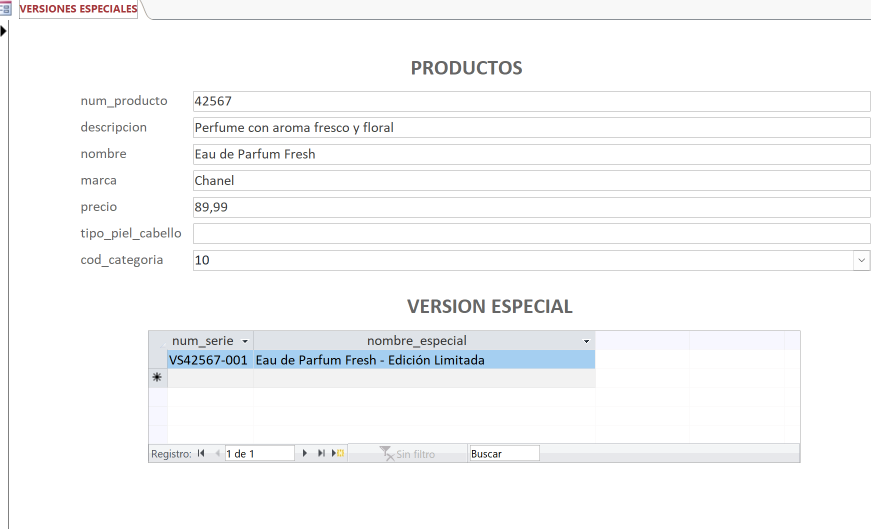 VERSIONES ESPECIALES
PRODUCTOS
num_producto 42567
descripcion Perfume con aroma fresco y floral
nombre Eau de Parfum Fresh
marca Chanel
precio 89,99
tipo_piel_cabello
cod_categoria 10
VERSION ESPECIAL
num_serie nombre_especial
VS42567-001 Eau de Parfum Fresh - Edición Limitada
Registro: 1 de 1 Sin filtro Buscar